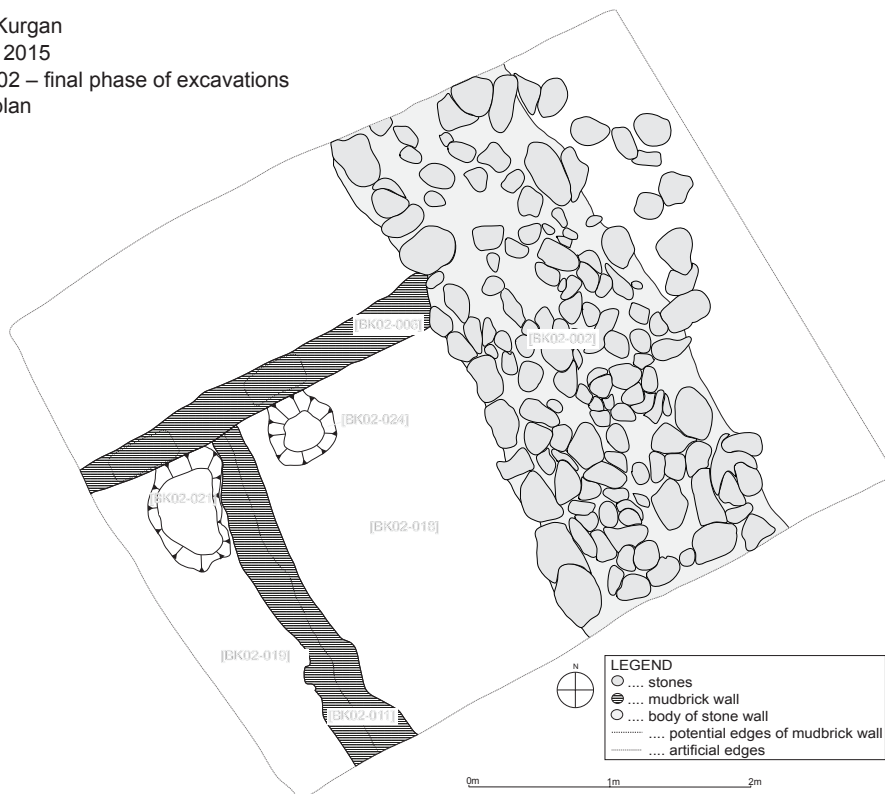 Kurgan
2015
02 – final phase of excavations
plan
[BK02-006]
[BK02-002]
[BK02-024]
[BK02-021]
[BK02-018]
[BK02-019]
[BK02-011]
N
LEGEND
.... stones
.... mudbrick wall
.... body of stone wall
.... potential edges of mudbrick wall
.... artificial edges
0m 1m 2m